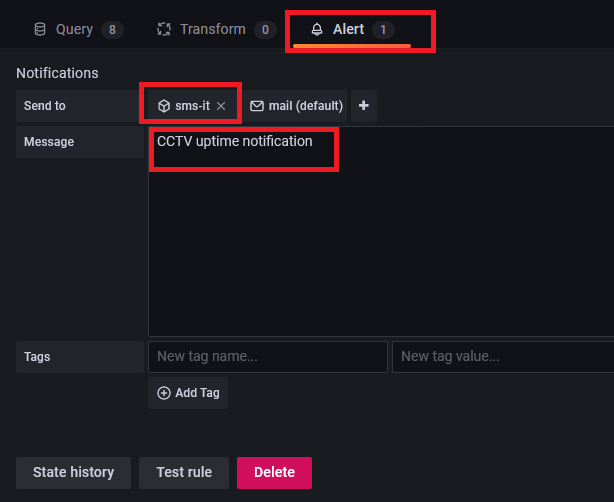 Query 8 Transform 0 Alert 1
Notifications
Send to sms-it mail (default)
Message CCTV uptime notification
Tags New tag name... New tag value...
Add Tag
State history Test rule Delete